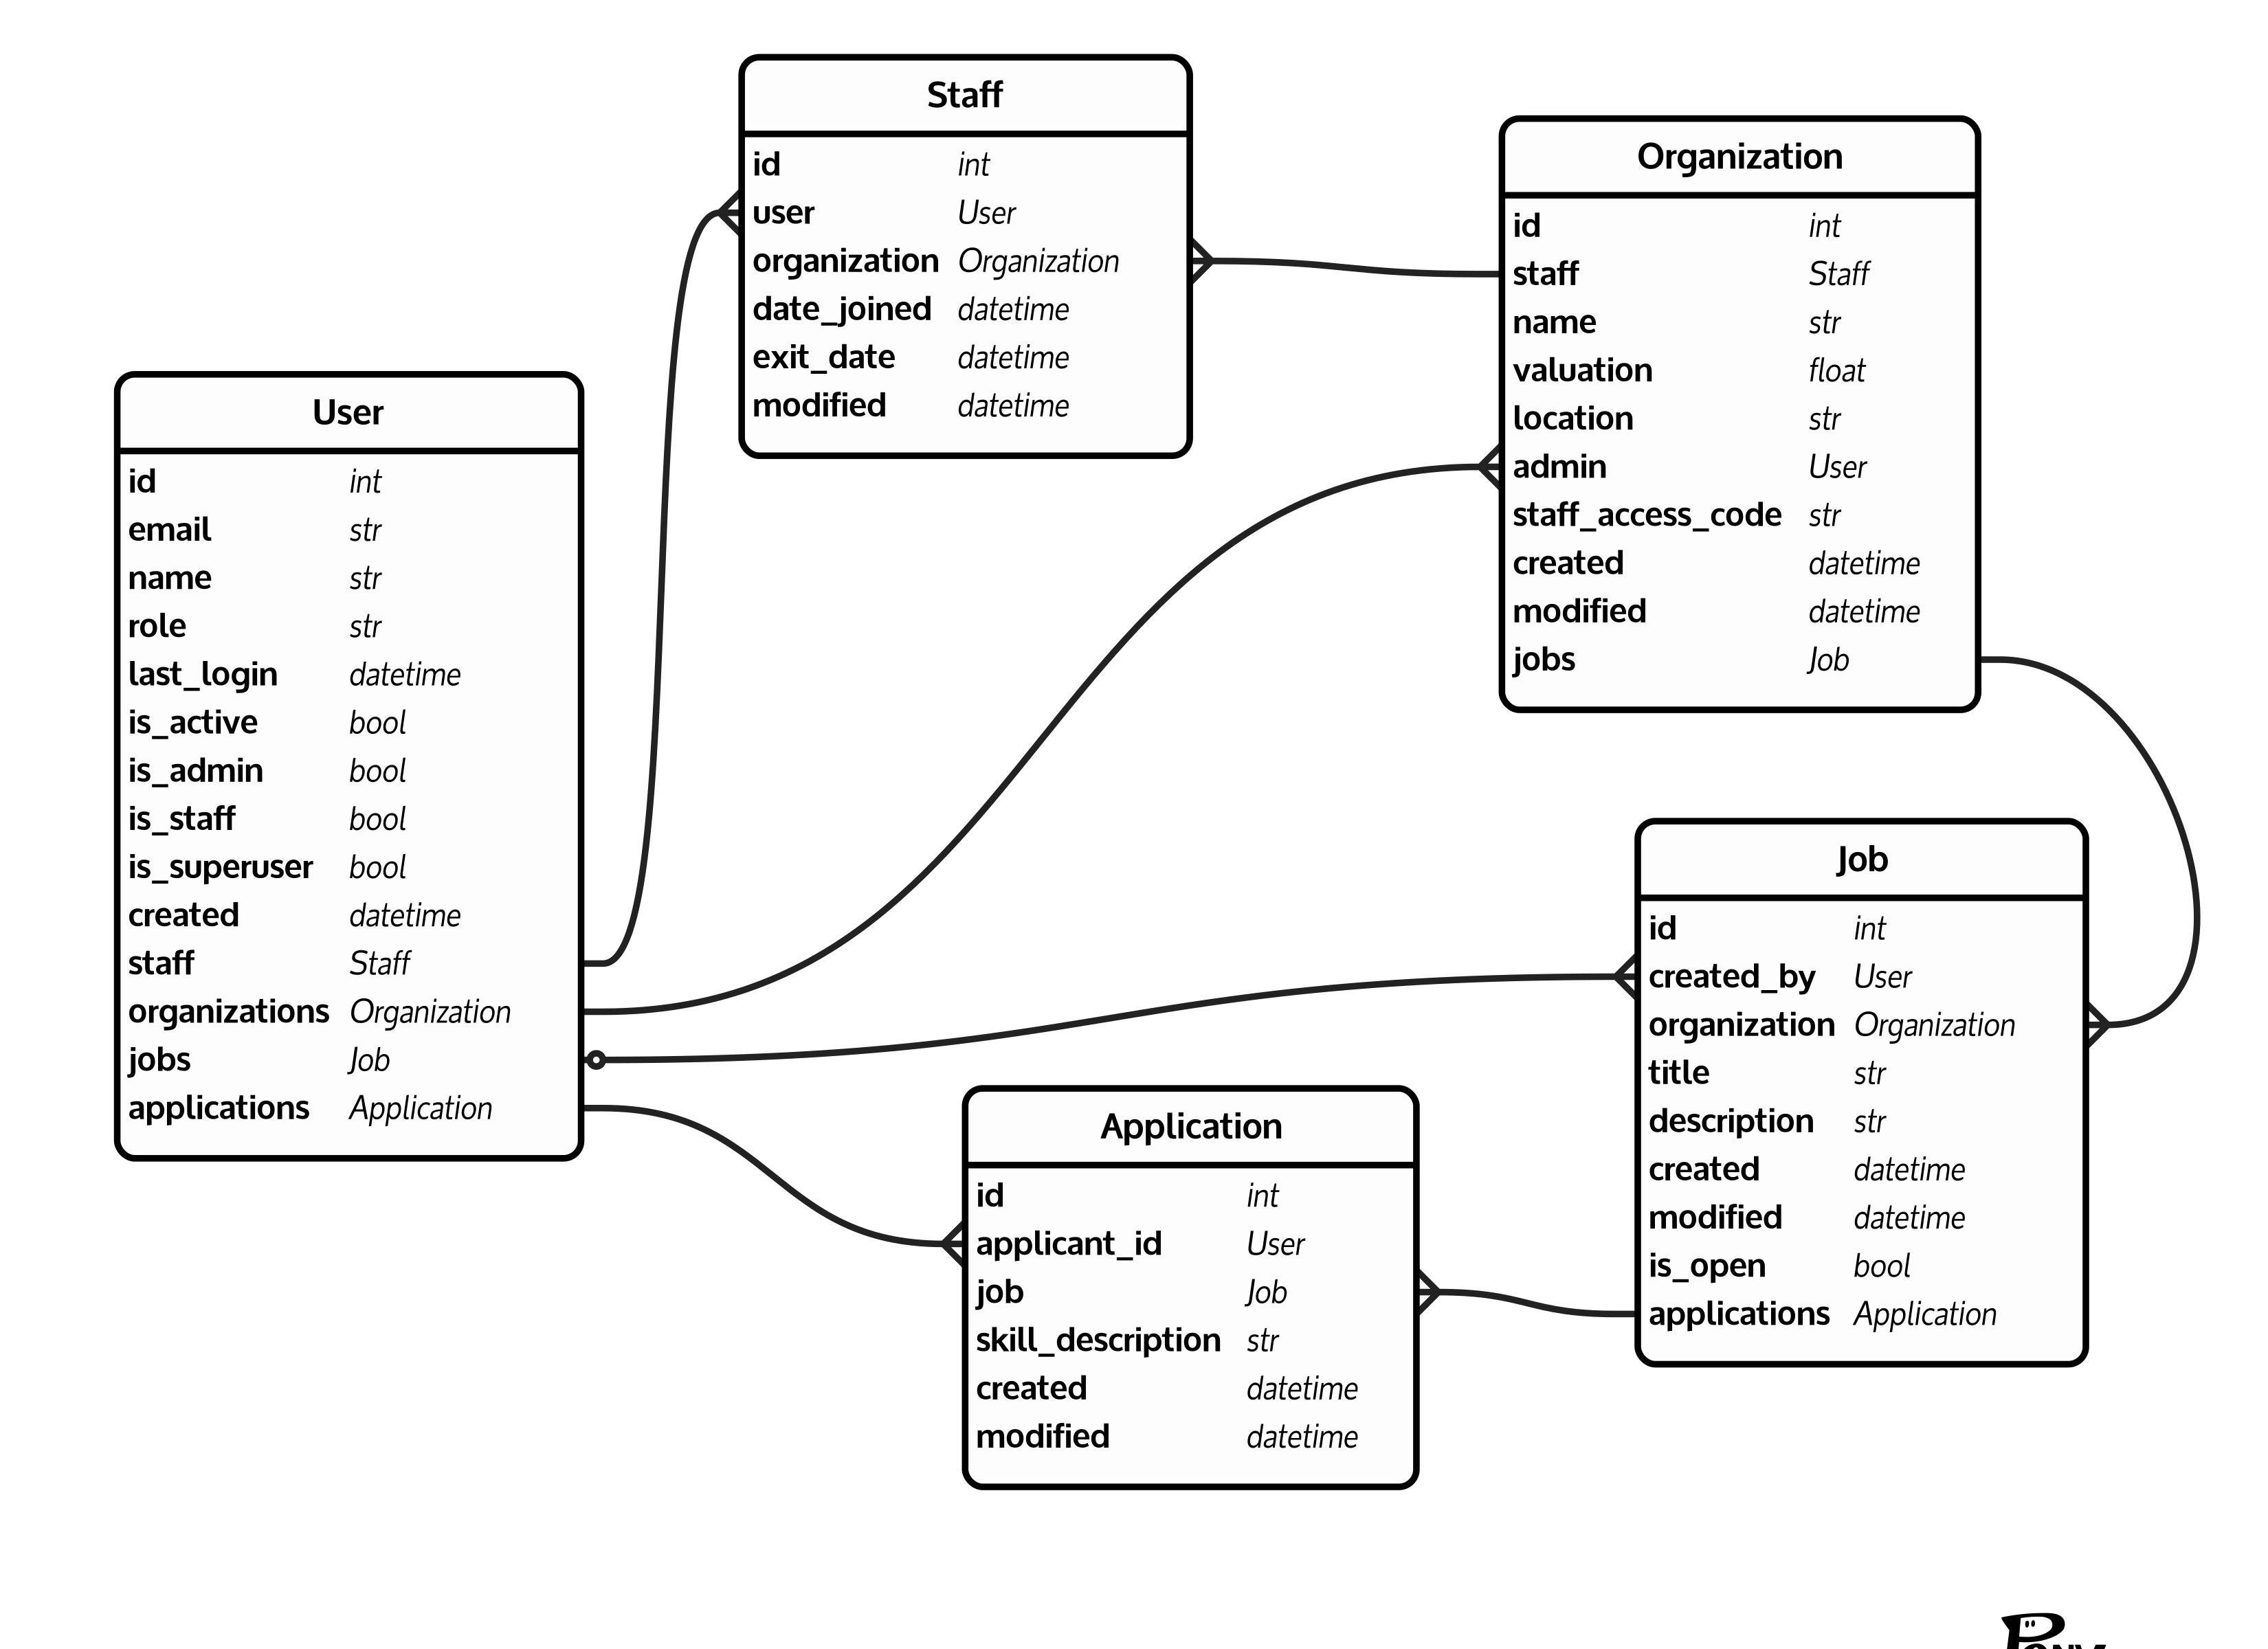 Staff
id int
user User
organization Organization
date_joined datetime
exit_date datetime
modified datetime
Organization
id int
staff Staff
name str
valuation float
location str
admin User
staff_access_code str
created datetime
modified datetime
jobs Job
User
id int
email str
name str
role str
last_login datetime
is_active bool
is_admin bool
is_staff bool
is_superuser bool
created datetime
staff Staff
organizations Organization
jobs Job
applications Application
Job
id int
created_by User
organization Organization
title str
description str
created datetime
modified datetime
is_open bool
applications Application
Application
id int
applicant_id User
job Job
skill_description str
created datetime
modified datetime